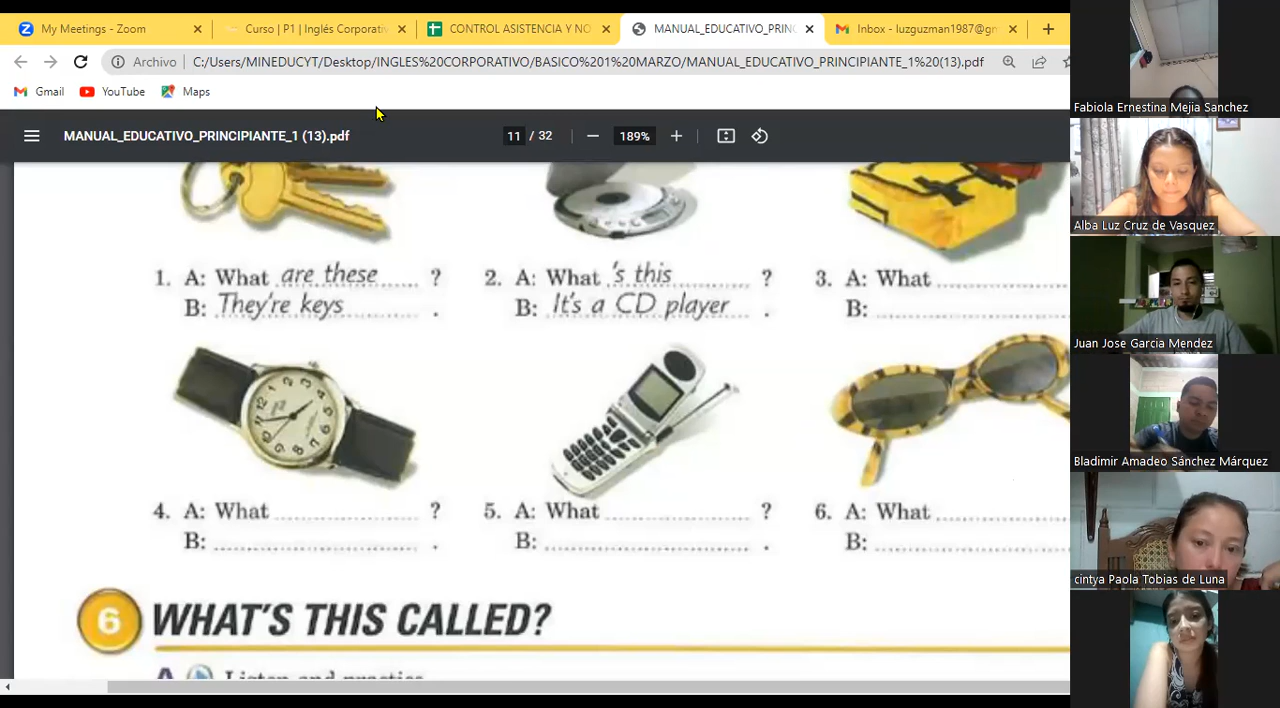 My Meetings - Zoom
Curso | P1 | Inglés Corporativ
CONTROL ASISTENCIA Y NO
MANUAL_EDUCATIVO_PRINC
Inbox - luzguzman1987@gm
Archivo
C:/Users/MINEDUCYT/Desktop/INGLES%20CORPORATIVO/BASICO%201%20MARZO/MANUAL_EDUCATIVO_PRINCIPIANTE_1%20(13).pdf
Gmail
YouTube
Maps
MANUAL_EDUCATIVO_PRINCIPIANTE_1 (13).pdf
11 / 32
189%
1. A: What are these ?
B: They're keys .
2. A: What 's this ?
B: It's a CD player .
3. A: What
B:
4. A: What ?
B: .
5. A: What ?
B: .
6. A: What
B:
6 WHAT'S THIS CALLED?
A Listen and practice
Fabiola Ernestina Mejia Sanchez
Alba Luz Cruz de Vasquez
Juan Jose Garcia Mendez
Bladimir Amadeo Sánchez Márquez
cintya Paola Tobias de Luna